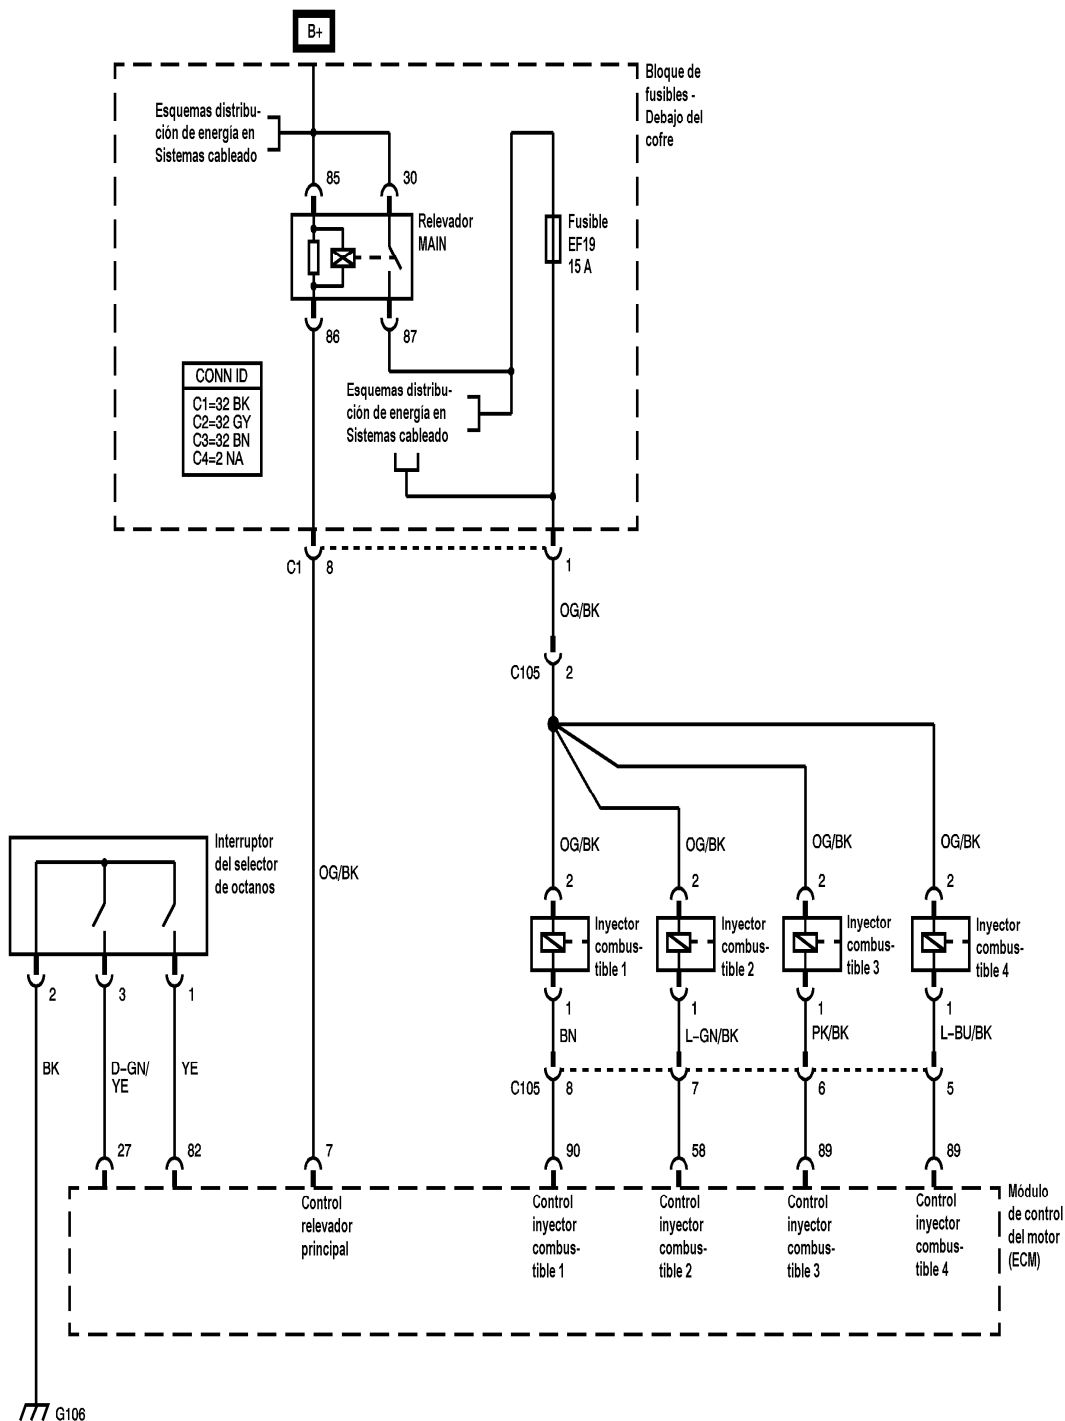 B+
Bloque de
fusibles -
Debajo del
cofre
Esquemas distribu-
ción de energía en
Sistemas cableado
85
30
Relevador
MAIN
Fusible
EF19
15 A
86
87
CONN ID
C1=32 BK
C2=32 GY
C3=32 BN
C4=2 NA
Esquemas distribu-
ción de energía en
Sistemas cableado
C1
8
1
OG/BK
C105
2
Interruptor
del selector
de octanos
OG/BK
OG/BK
OG/BK
OG/BK
OG/BK
2
2
2
2
Inyector
combus-
tible 1
Inyector
combus-
tible 2
Inyector
combus-
tible 3
Inyector
combus-
tible 4
2
3
1
1
1
1
1
BN
L-GN/BK
PK/BK
L-BU/BK
BK
D-GN/
YE
YE
C105
8
7
6
5
27
82
7
90
58
89
89
Control
relevador
principal
Control
inyector
combus-
tible 1
Control
inyector
combus-
tible 2
Control
inyector
combus-
tible 3
Control
inyector
combus-
tible 4
Módulo
de control
del motor
(ECM)
G106